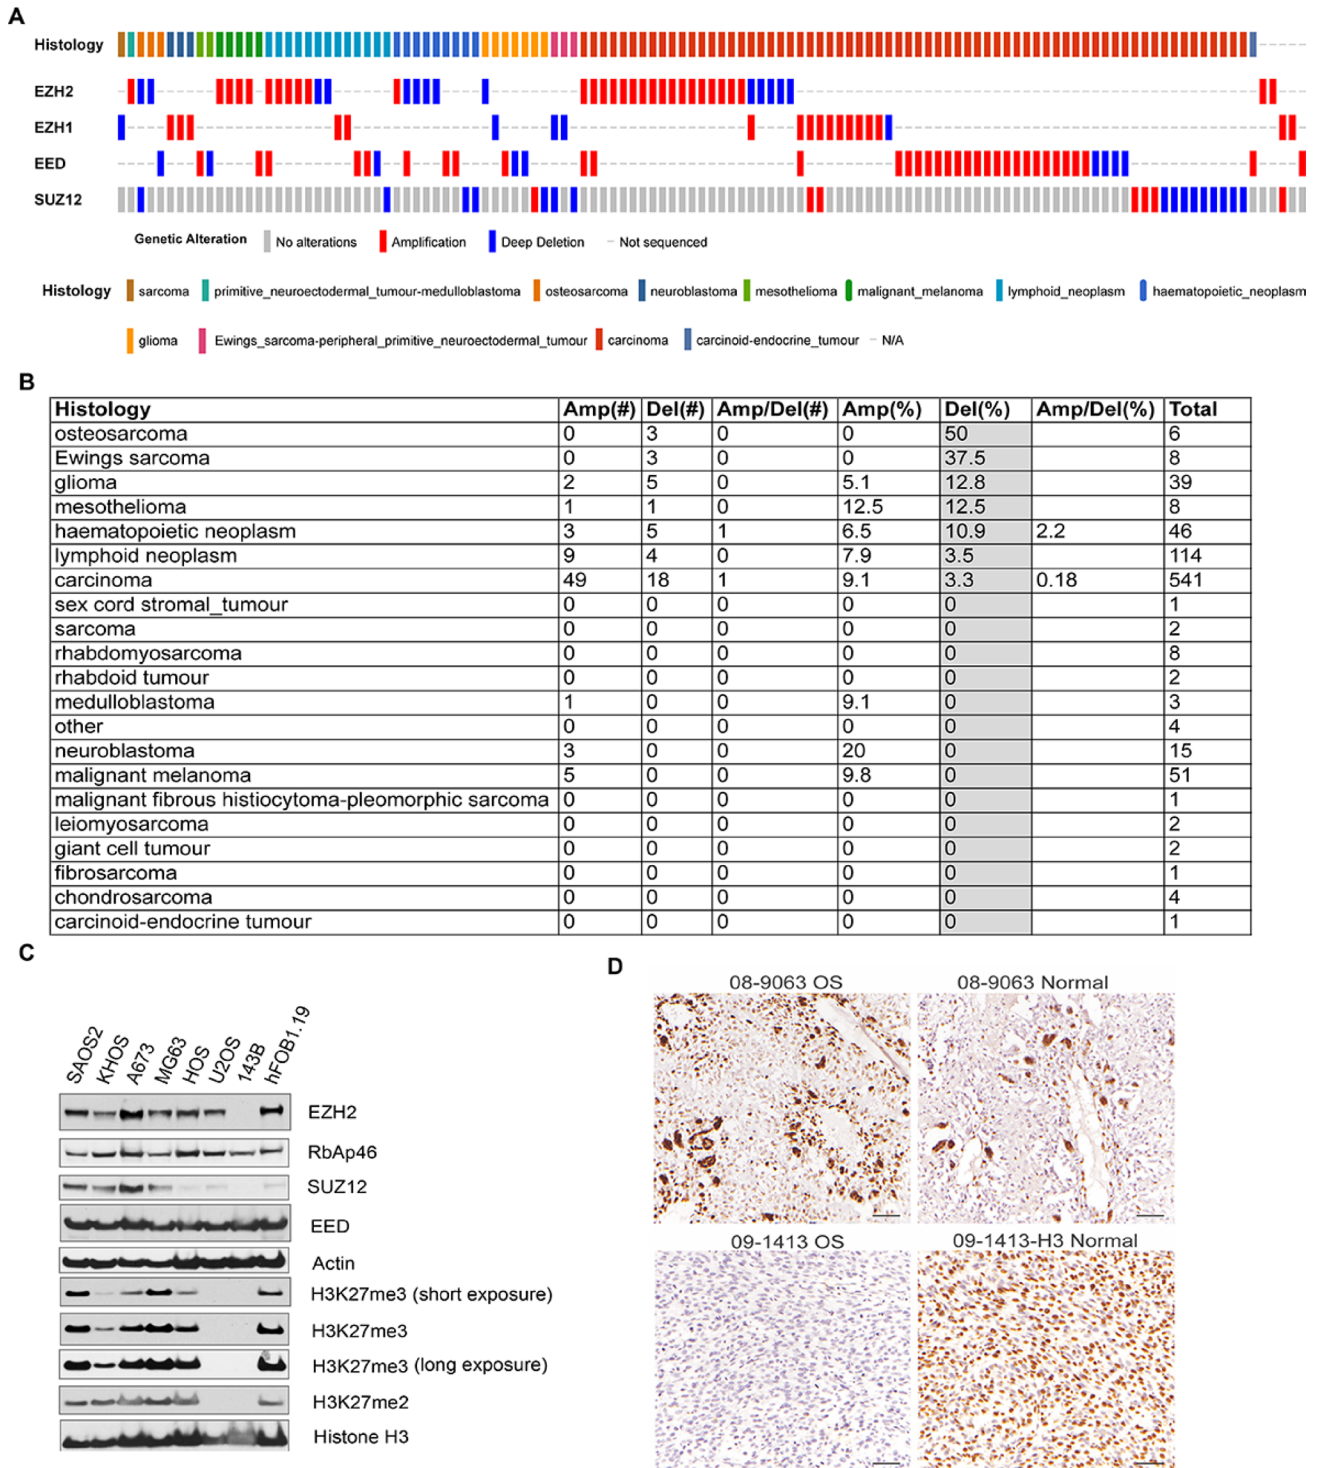 A
Histology
EZH2
EZH1
EED
SUZ12
Genetic Alteration No alterations Amplification Deep Deletion Not sequenced
Histology sarcoma primitive_neuroectodermal_tumour-medulloblastoma osteosarcoma neuroblastoma mesothelioma malignant_melanoma lymphoid_neoplasm haematopoietic_neoplasm
glioma Ewings_sarcoma-peripheral_primitive_neuroectodermal_tumour carcinoma carcinoid-endocrine_tumour N/A
B
Histology Amp(#) Del(#) Amp/Del(#) Amp(%) Del(%) Amp/Del(%) Total
osteosarcoma 0 3 0 0 50 6
Ewings sarcoma 0 3 0 0 37.5 8
glioma 2 5 0 5.1 12.8 39
mesothelioma 1 1 0 12.5 12.5 8
haematopoietic neoplasm 3 5 1 6.5 10.9 2.2 46
lymphoid neoplasm 9 4 0 7.9 3.5 114
carcinoma 49 18 1 9.1 3.3 0.18 541
sex cord stromal_tumour 0 0 0 0 0 1
sarcoma 0 0 0 0 0 2
rhabdomyosarcoma 0 0 0 0 0 8
rhabdoid tumour 0 0 0 0 0 2
medulloblastoma 1 0 0 9.1 0 3
other 0 0 0 0 0 4
neuroblastoma 3 0 0 20 0 15
malignant melanoma 5 0 0 9.8 0 51
malignant fibrous histiocytoma-pleomorphic sarcoma 0 0 0 0 0 1
leiomyosarcoma 0 0 0 0 0 2
giant cell tumour 0 0 0 0 0 2
fibrosarcoma 0 0 0 0 0 1
chondrosarcoma 0 0 0 0 0 4
carcinoid-endocrine tumour 0 0 0 0 0 1
C
SAOS2 KHOS A673 MG63 HOS U2OS 143B hFOB1.19
EZH2
RbAp46
SUZ12
EED
Actin
H3K27me3 (short exposure)
H3K27me3
H3K27me3 (long exposure)
H3K27me2
Histone H3
D
08-9063 OS 08-9063 Normal
09-1413 OS 09-1413-H3 Normal